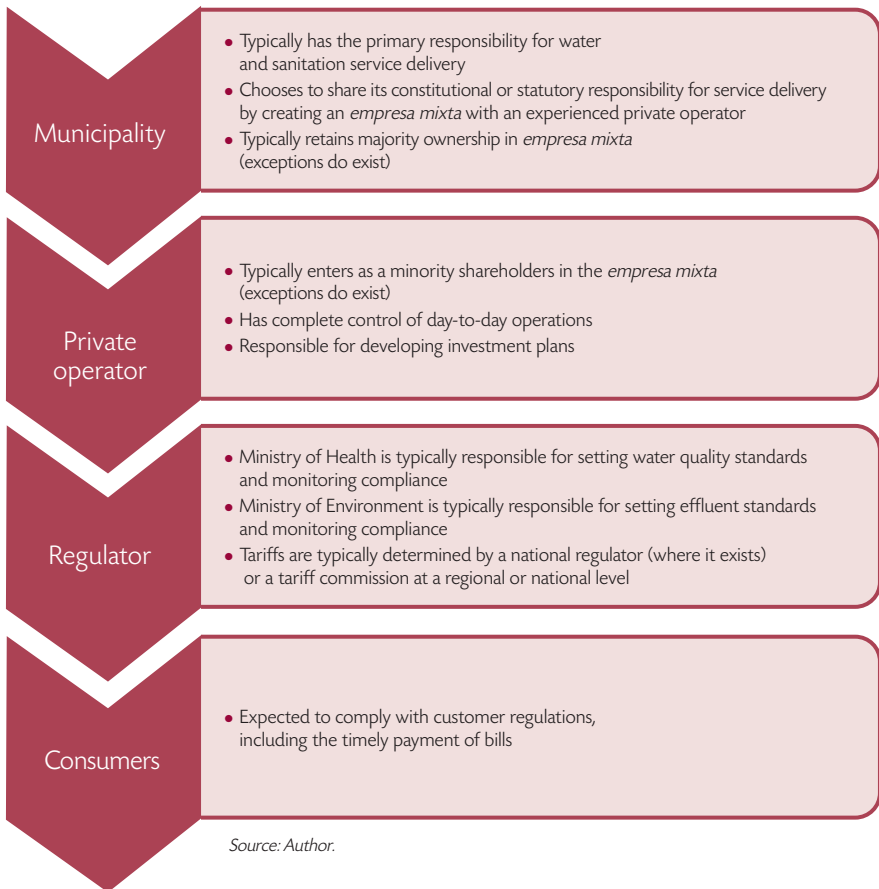 Municipality
• Typically has the primary responsibility for water
and sanitation service delivery
• Chooses to share its constitutional or statutory responsibility for service delivery
by creating an empresa mixta with an experienced private operator
• Typically retains majority ownership in empresa mixta
(exceptions do exist)
Private
operator
• Typically enters as a minority shareholders in the empresa mixta
(exceptions do exist)
• Has complete control of day-to-day operations
• Responsible for developing investment plans
Regulator
• Ministry of Health is typically responsible for setting water quality standards
and monitoring compliance
• Ministry of Environment is typically responsible for setting effluent standards
and monitoring compliance
• Tariffs are typically determined by a national regulator (where it exists)
or a tariff commission at a regional or national level
Consumers
• Expected to comply with customer regulations,
including the timely payment of bills
Source: Author.